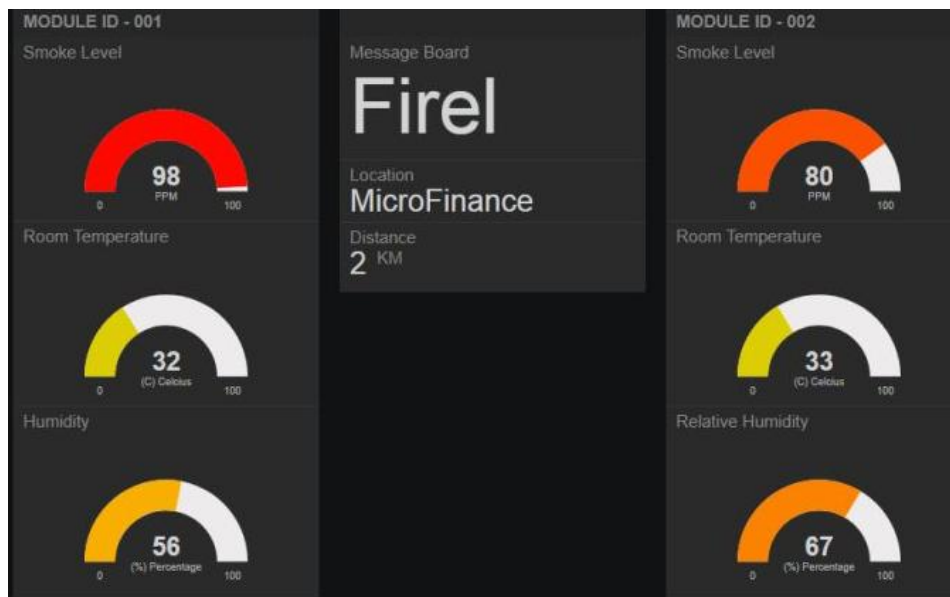 MODULE ID - 001
Smoke Level
98
PPM
0
100
Room Temperature
32
(C) Celcius
0
100
Humidity
56
(%) Percentage
0
100
Message Board
Firel
Location
MicroFinance
Distance
2 KM
MODULE ID - 002
Smoke Level
80
PPM
0
100
Room Temperature
33
(C) Celcius
0
100
Relative Humidity
67
(%) Percentage
0
100